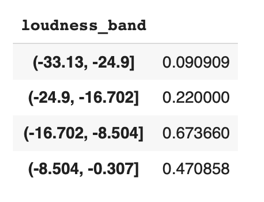 loudness_band
(-33.13, -24.9] 0.090909
(-24.9, -16.702] 0.220000
(-16.702, -8.504] 0.673660
(-8.504, -0.307] 0.470858